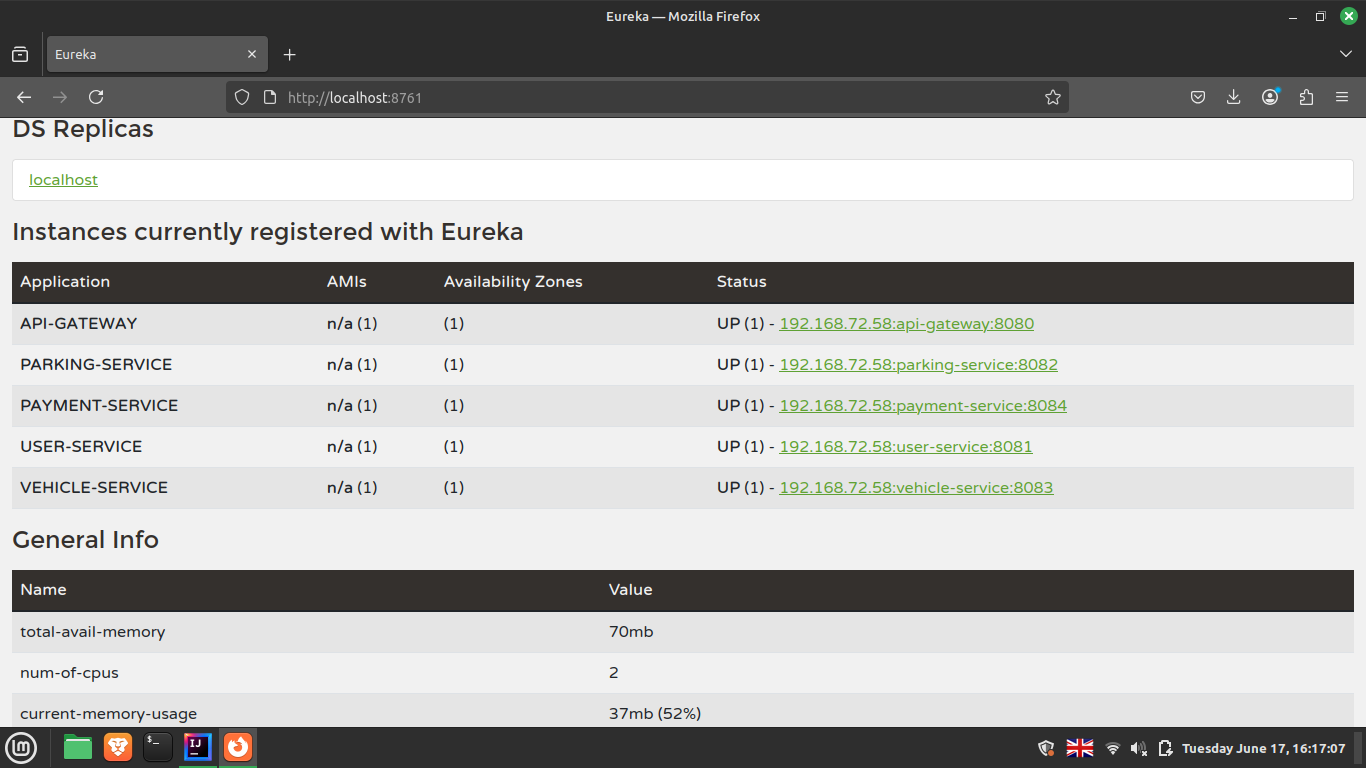 Eureka — Mozilla Firefox
Eureka
http://localhost:8761
DS Replicas
localhost
Instances currently registered with Eureka
Application AMIs Availability Zones Status
API-GATEWAY n/a (1) (1) UP (1) - 192.168.72.58:api-gateway:8080
PARKING-SERVICE n/a (1) (1) UP (1) - 192.168.72.58:parking-service:8082
PAYMENT-SERVICE n/a (1) (1) UP (1) - 192.168.72.58:payment-service:8084
USER-SERVICE n/a (1) (1) UP (1) - 192.168.72.58:user-service:8081
VEHICLE-SERVICE n/a (1) (1) UP (1) - 192.168.72.58:vehicle-service:8083
General Info
Name Value
total-avail-memory 70mb
num-of-cpus 2
current-memory-usage 37mb (52%)
$_ IJ Tuesday June 17, 16:17:07